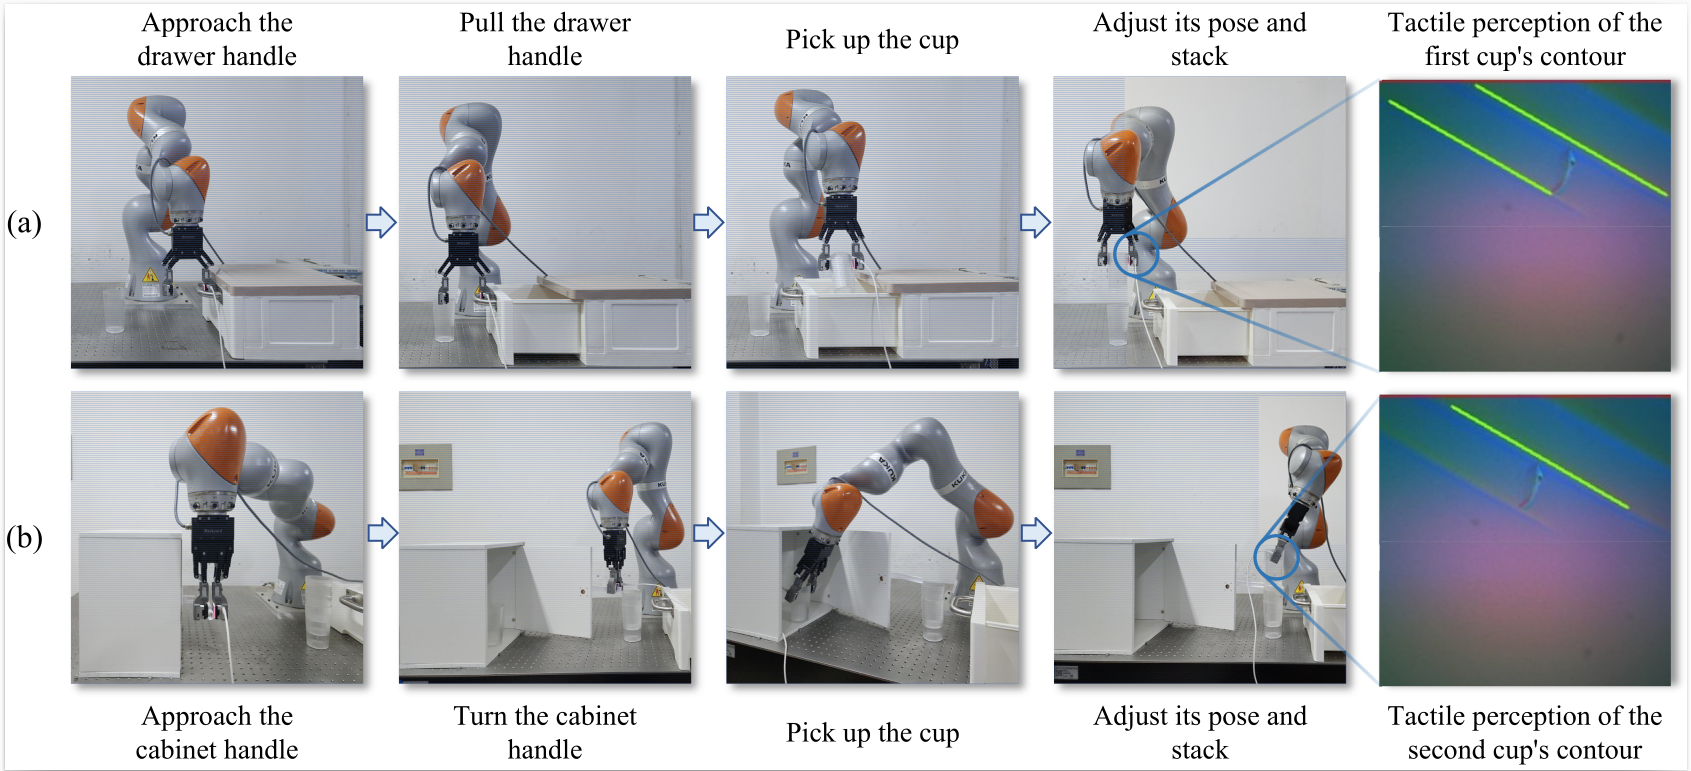 Approach the
drawer handle
Pull the drawer
handle
Pick up the cup
Adjust its pose and
stack
Tactile perception of the
first cup's contour
(a)
(b)
KUKA
KUKA
Approach the
cabinet handle
Turn the cabinet
handle
Pick up the cup
Adjust its pose and
stack
Tactile perception of the
second cup's contour